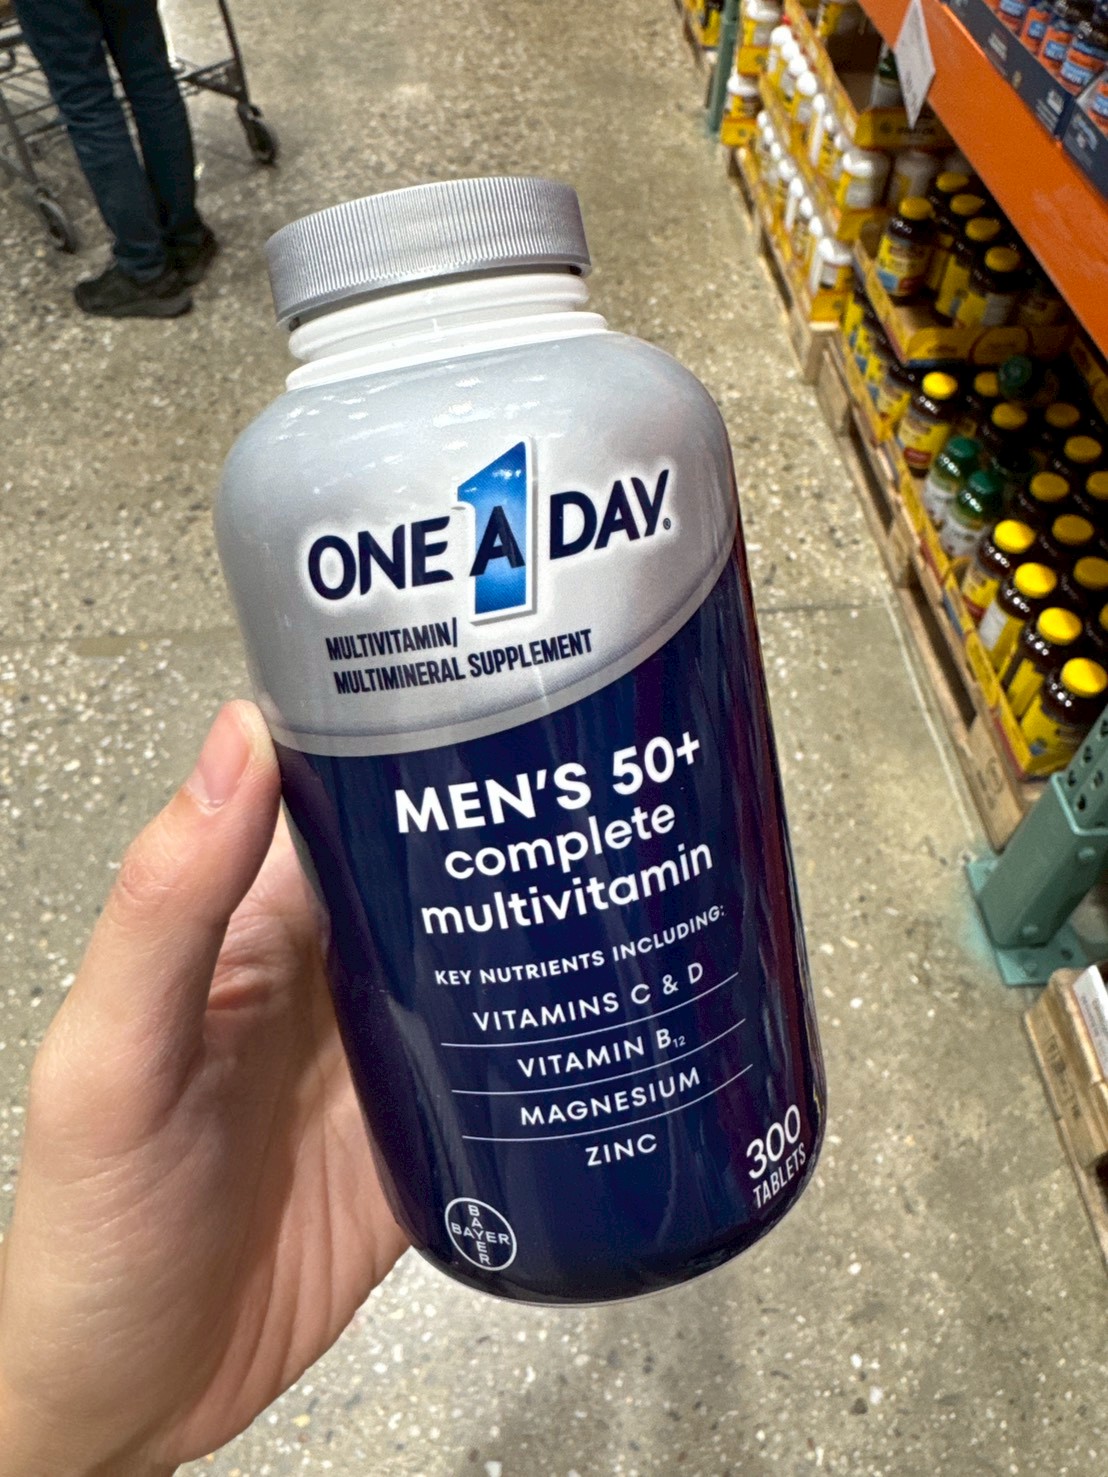 ONE A DAY®
MULTIVITAMIN/
MULTIMINERAL SUPPLEMENT
MEN'S 50+
complete
multivitamin
KEY NUTRIENTS INCLUDING:
VITAMINS C & D
VITAMIN B₁₂
MAGNESIUM
ZINC
300
TABLETS
BAYER
BAYER